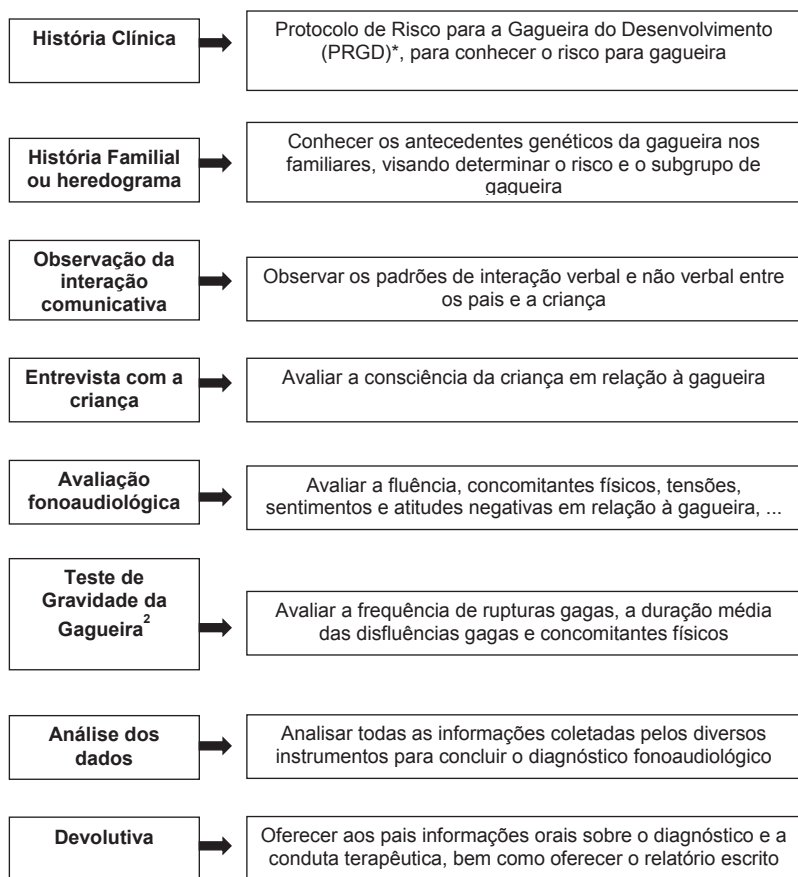 História Clínica
Protocolo de Risco para a Gagueira do Desenvolvimento
(PRGD)*, para conhecer o risco para gagueira
História Familial
ou heredograma
Conhecer os antecedentes genéticos da gagueira nos
familiares, visando determinar o risco e o subgrupo de
gagueira
Observação da
interação
comunicativa
Observar os padrões de interação verbal e não verbal entre
os pais e a criança
Entrevista com a
criança
Avaliar a consciência da criança em relação à gagueira
Avaliação
fonoaudiológica
Avaliar a fluência, concomitantes físicos, tensões,
sentimentos e atitudes negativas em relação à gagueira, ...
Teste de
Gravidade da
Gagueira²
Avaliar a frequência de rupturas gagas, a duração média
das disfluências gagas e concomitantes físicos
Análise dos
dados
Analisar todas as informações coletadas pelos diversos
instrumentos para concluir o diagnóstico fonoaudiológico
Devolutiva
Oferecer aos pais informações orais sobre o diagnóstico e a
conduta terapêutica, bem como oferecer o relatório escrito